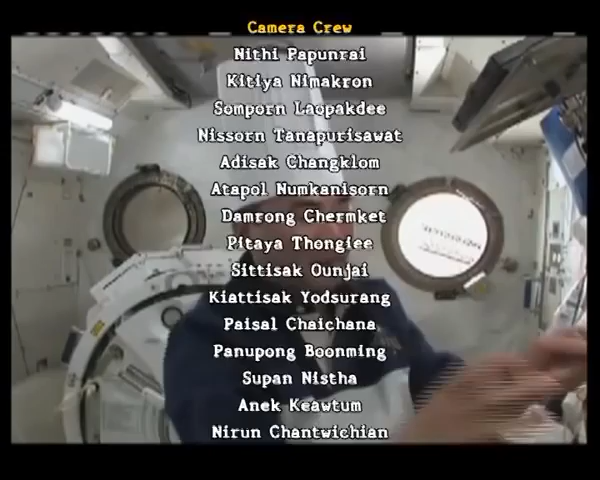 Camera Crew
Nithi Papunrai
Kitiya Nimakron
Somporn Laopakdee
Nissorn Tanapurisawat
Adisak Changklom
Atapol Numkanisorn
Damrong Chermket
Pitaya Thongiee
Sittisak Ounjai
Kiattisak Yodsurang
Paisal Chaichana
Panupong Boonming
Supan Nistha
Anek Keawtum
Nirun Chantwichian